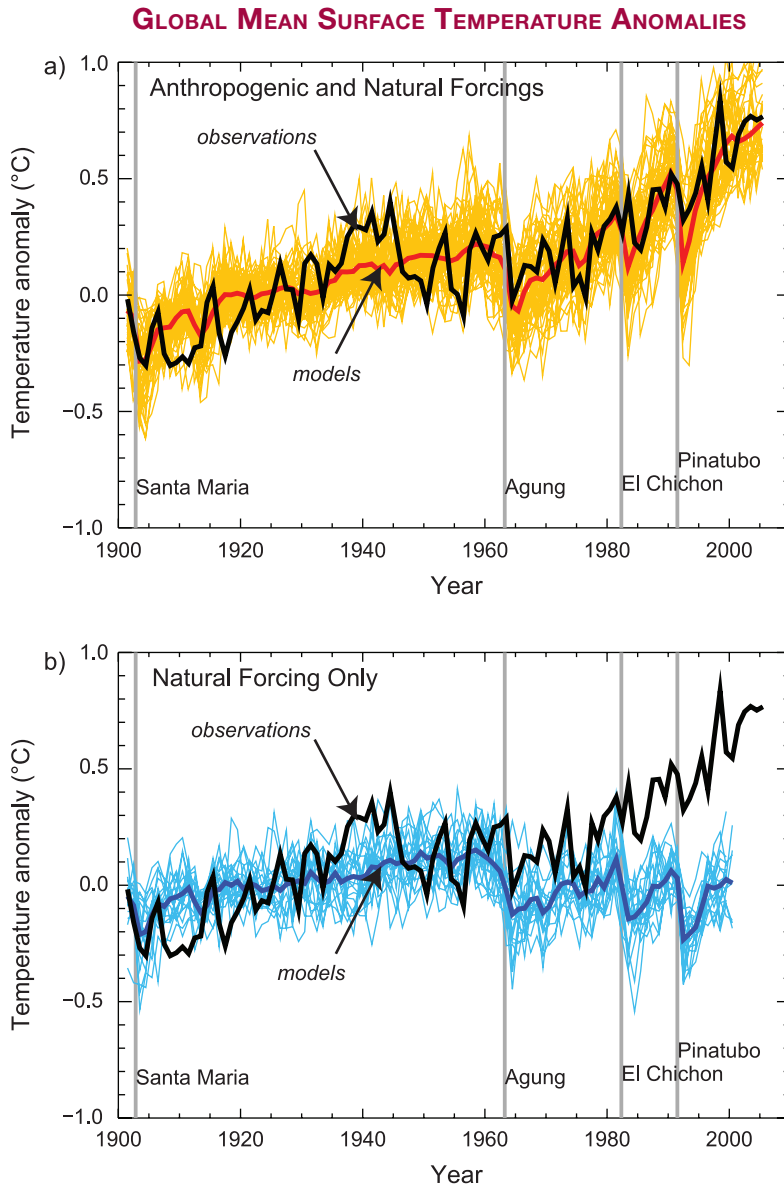 GLOBAL MEAN SURFACE TEMPERATURE ANOMALIES
a)
Anthropogenic and Natural Forcings
observations
models
Temperature anomaly (°C)
1.0
0.5
0.0
−0.5
−1.0
Santa Maria
Agung
El Chichon
Pinatubo
1900 1920 1940 1960 1980 2000
Year
b)
Natural Forcing Only
observations
models
Temperature anomaly (°C)
1.0
0.5
0.0
−0.5
−1.0
Santa Maria
Agung
El Chichon
Pinatubo
1900 1920 1940 1960 1980 2000
Year